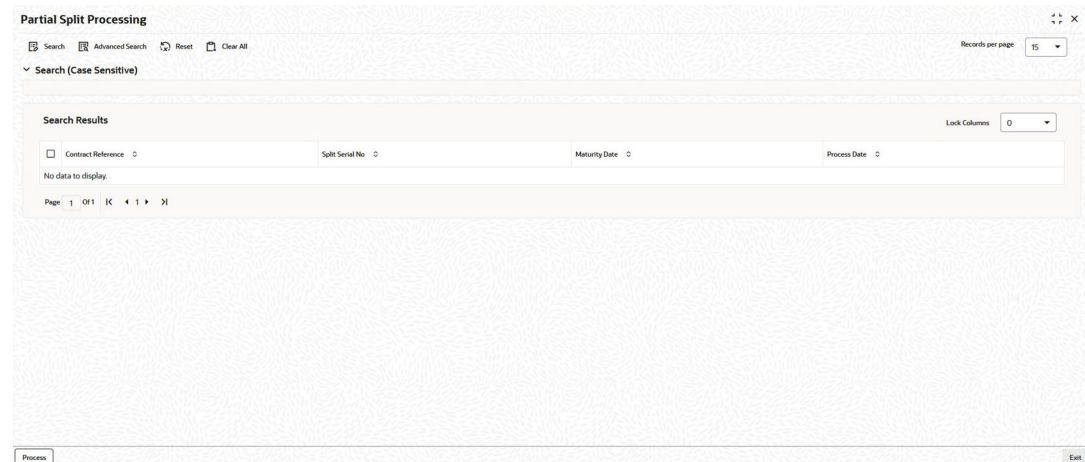 Partial Split Processing
Search Advanced Search Reset Clear All Records per page 15
Search (Case Sensitive)
Search Results Lock Columns 0
Contract Reference Split Serial No Maturity Date Process Date
No data to display.
Page 1 Of 1 1
Process Exit